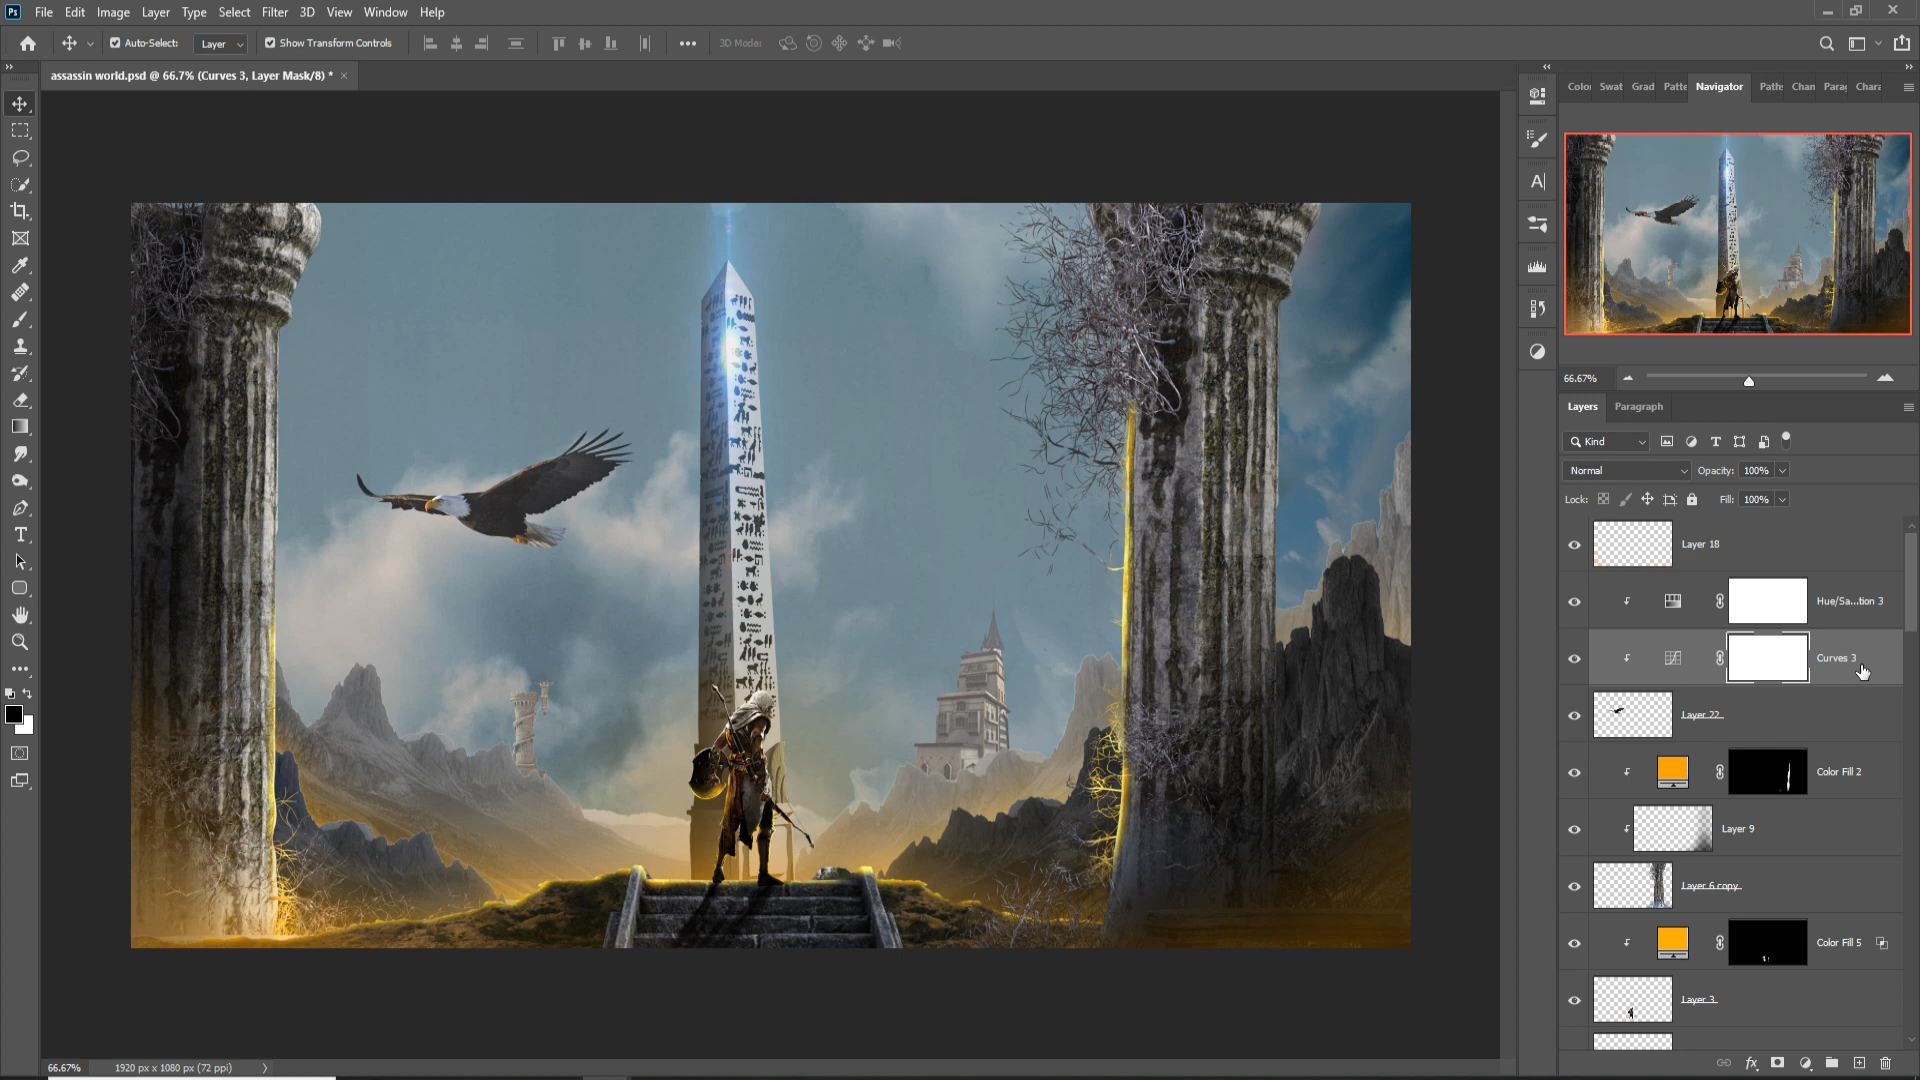 Ps File Edit Image Layer Type Select Filter 3D View Window Help
Auto-Select: Layer Show Transform Controls 3D Mode:
assassin world.psd @ 66.7% (Curves 3, Layer Mask/8) *
Color Swat Grad Patte Navigator Paths Chan Parag Chara
66.67%
Layers Paragraph
Kind
Normal Opacity: 100%
Lock: Fill: 100%
Layer 18
Hue/Sa...tion 3
Curves 3
Layer 22
Color Fill 2
Layer 9
Layer 6 copy
Color Fill 5
Layer 3
66.67% 1920 px x 1080 px (72 ppi)